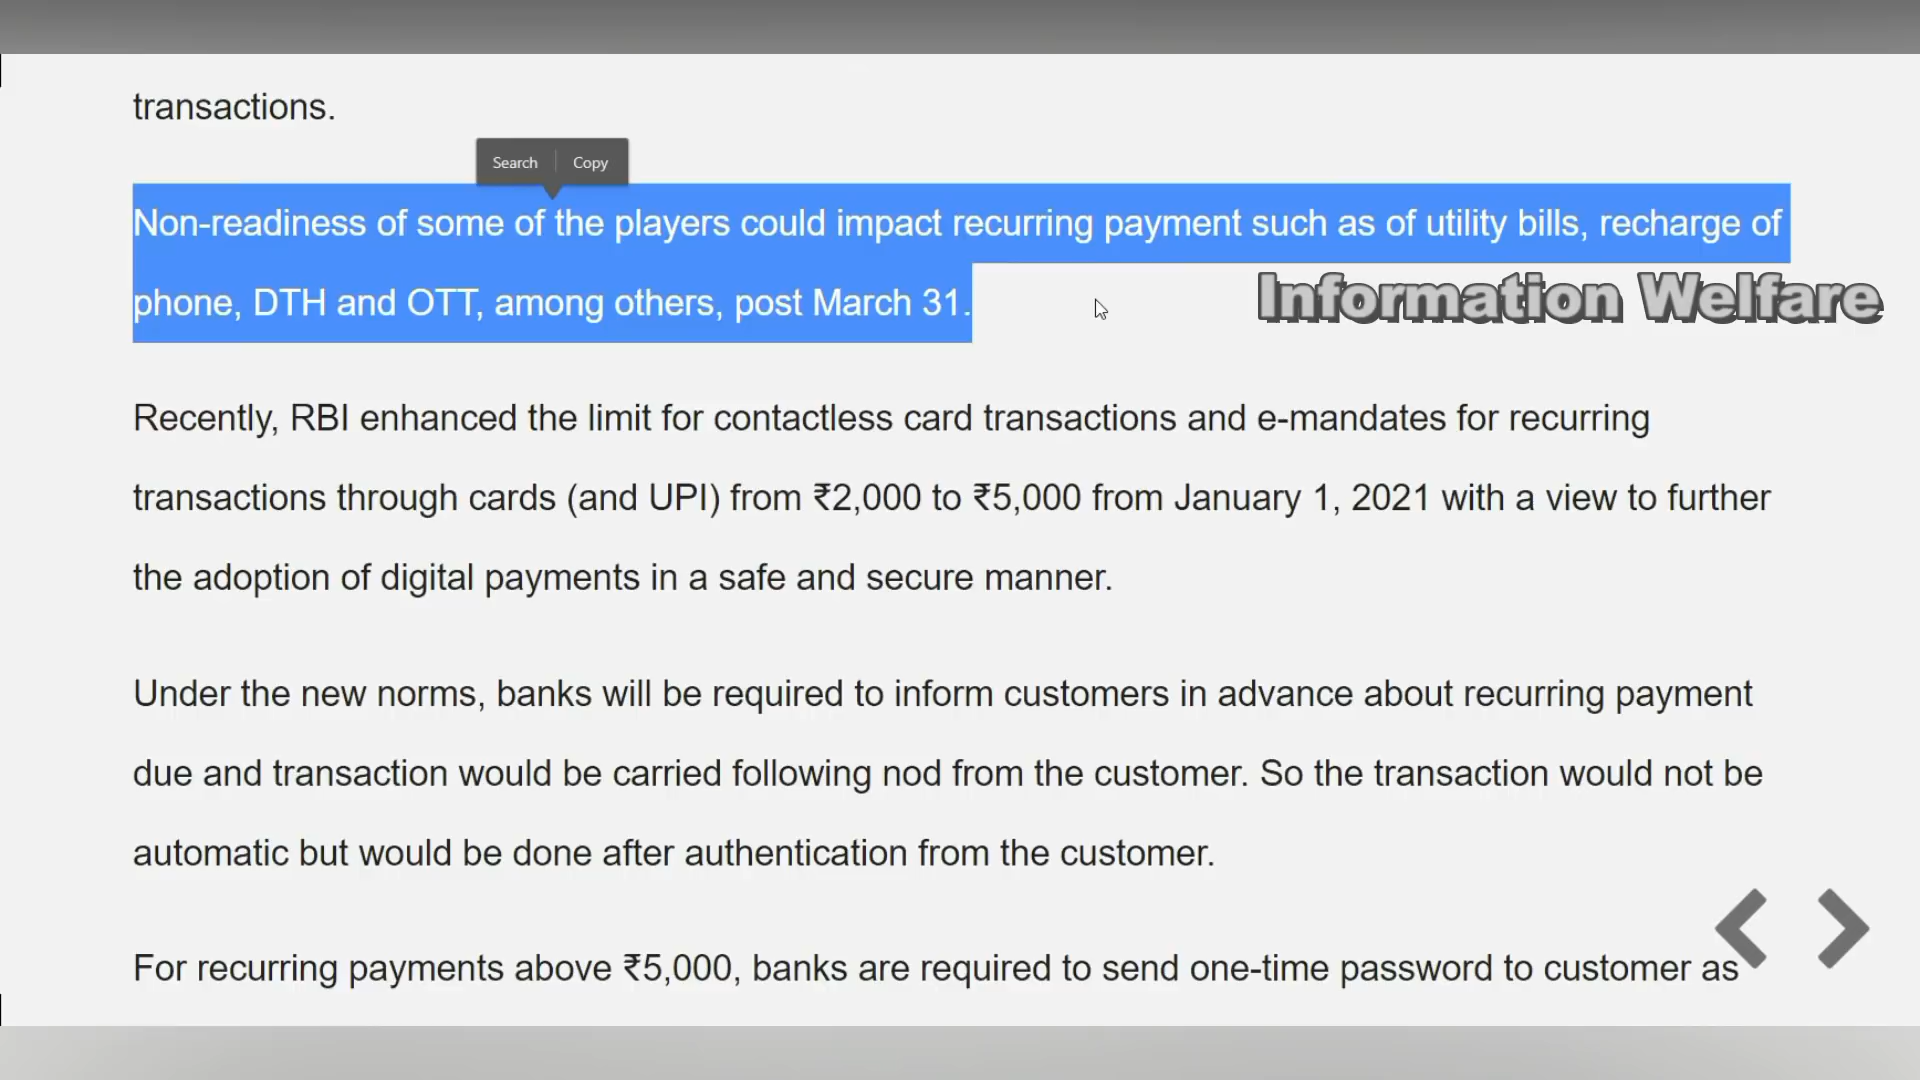 transactions.
Search
Copy
Non-readiness of some of the players could impact recurring payment such as of utility bills, recharge of
phone, DTH and OTT, among others, post March 31.
Information Welfare
Recently, RBI enhanced the limit for contactless card transactions and e-mandates for recurring
transactions through cards (and UPI) from ₹2,000 to ₹5,000 from January 1, 2021 with a view to further
the adoption of digital payments in a safe and secure manner.
Under the new norms, banks will be required to inform customers in advance about recurring payment
due and transaction would be carried following nod from the customer. So the transaction would not be
automatic but would be done after authentication from the customer.
For recurring payments above ₹5,000, banks are required to send one-time password to customer as